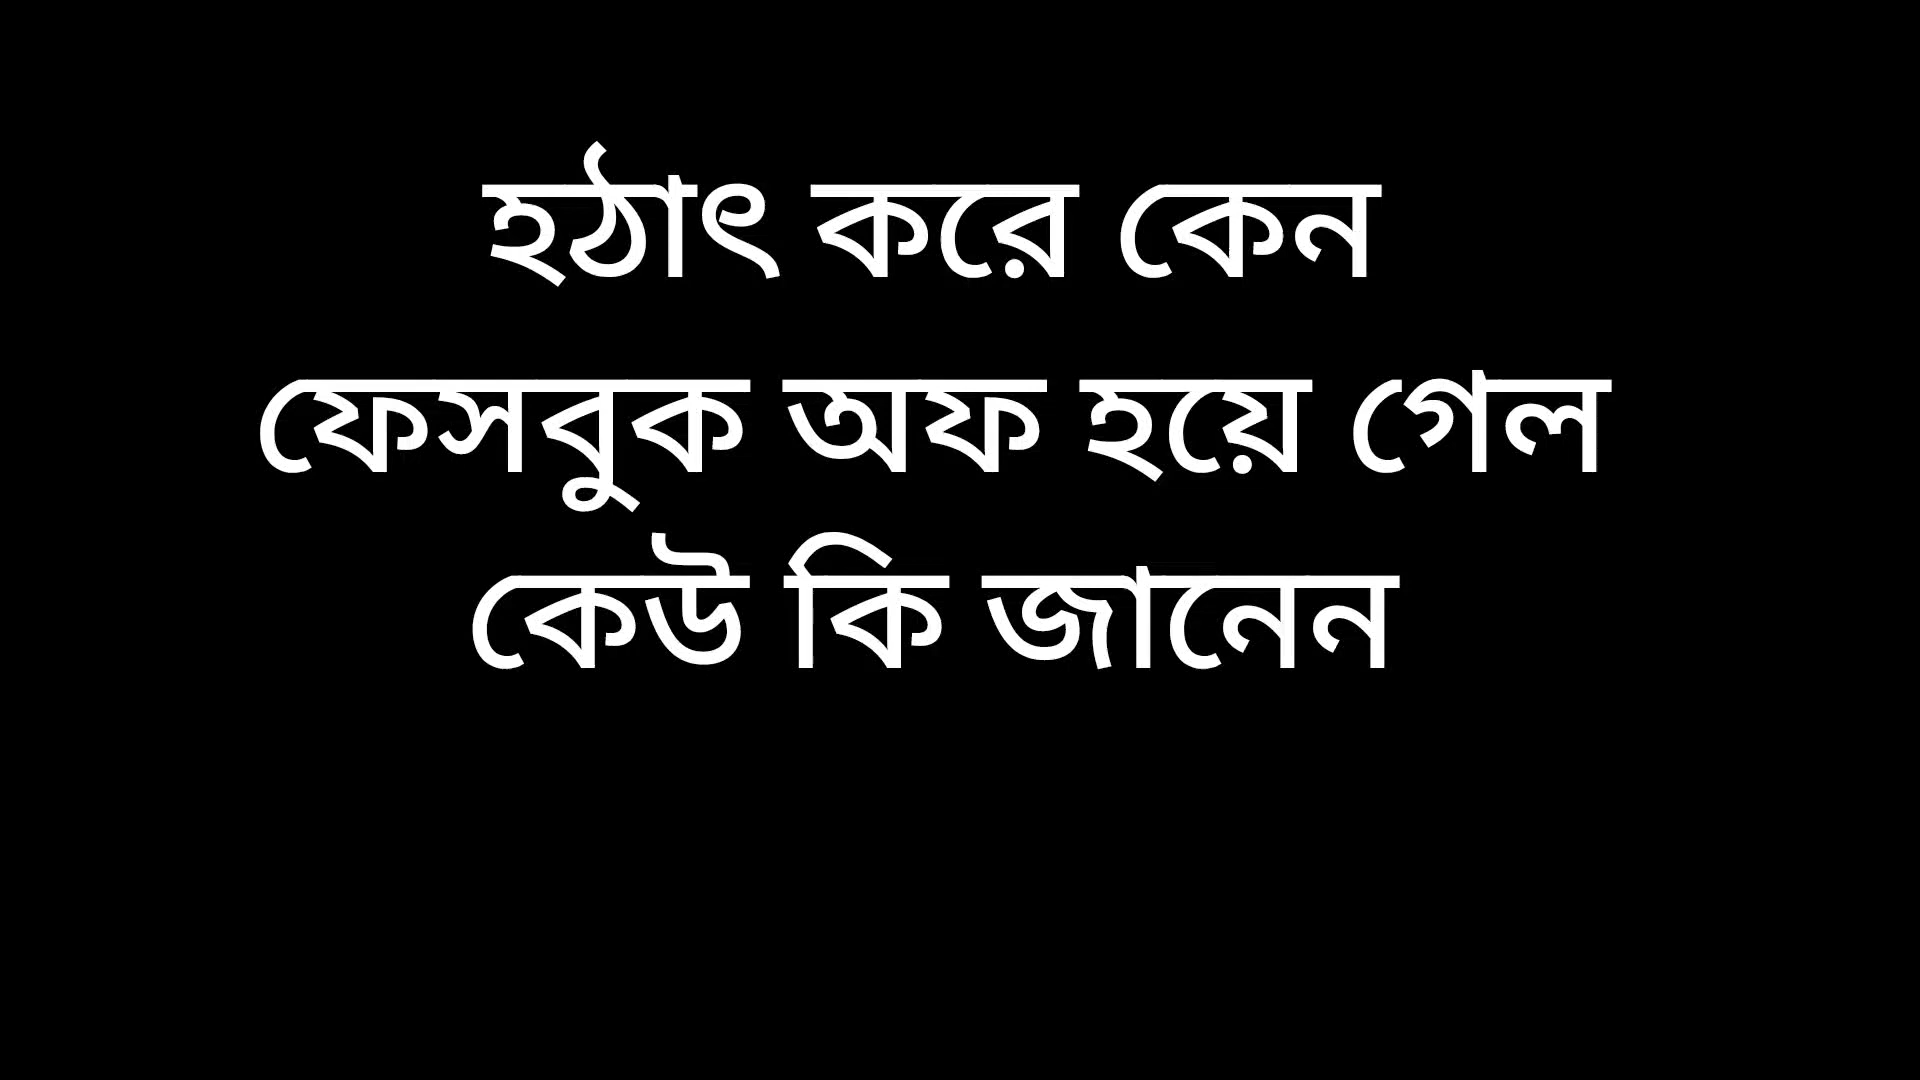 হঠাৎ করে কেন
ফেসবুক অফ হয়ে গেল
কেউ কি জানেন